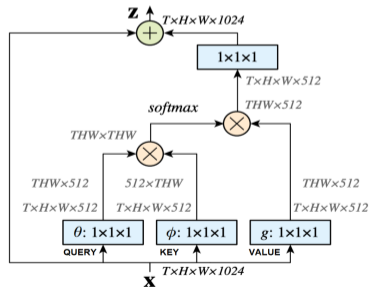 z
T×H×W×1024
1×1×1
T×H×W×512
softmax
THW×512
THW×THW
THW×512
512×THW
THW×512
T×H×W×512
T×H×W×512
T×H×W×512
θ: 1×1×1
ϕ: 1×1×1
g: 1×1×1
QUERY
KEY
VALUE
x
T×H×W×1024